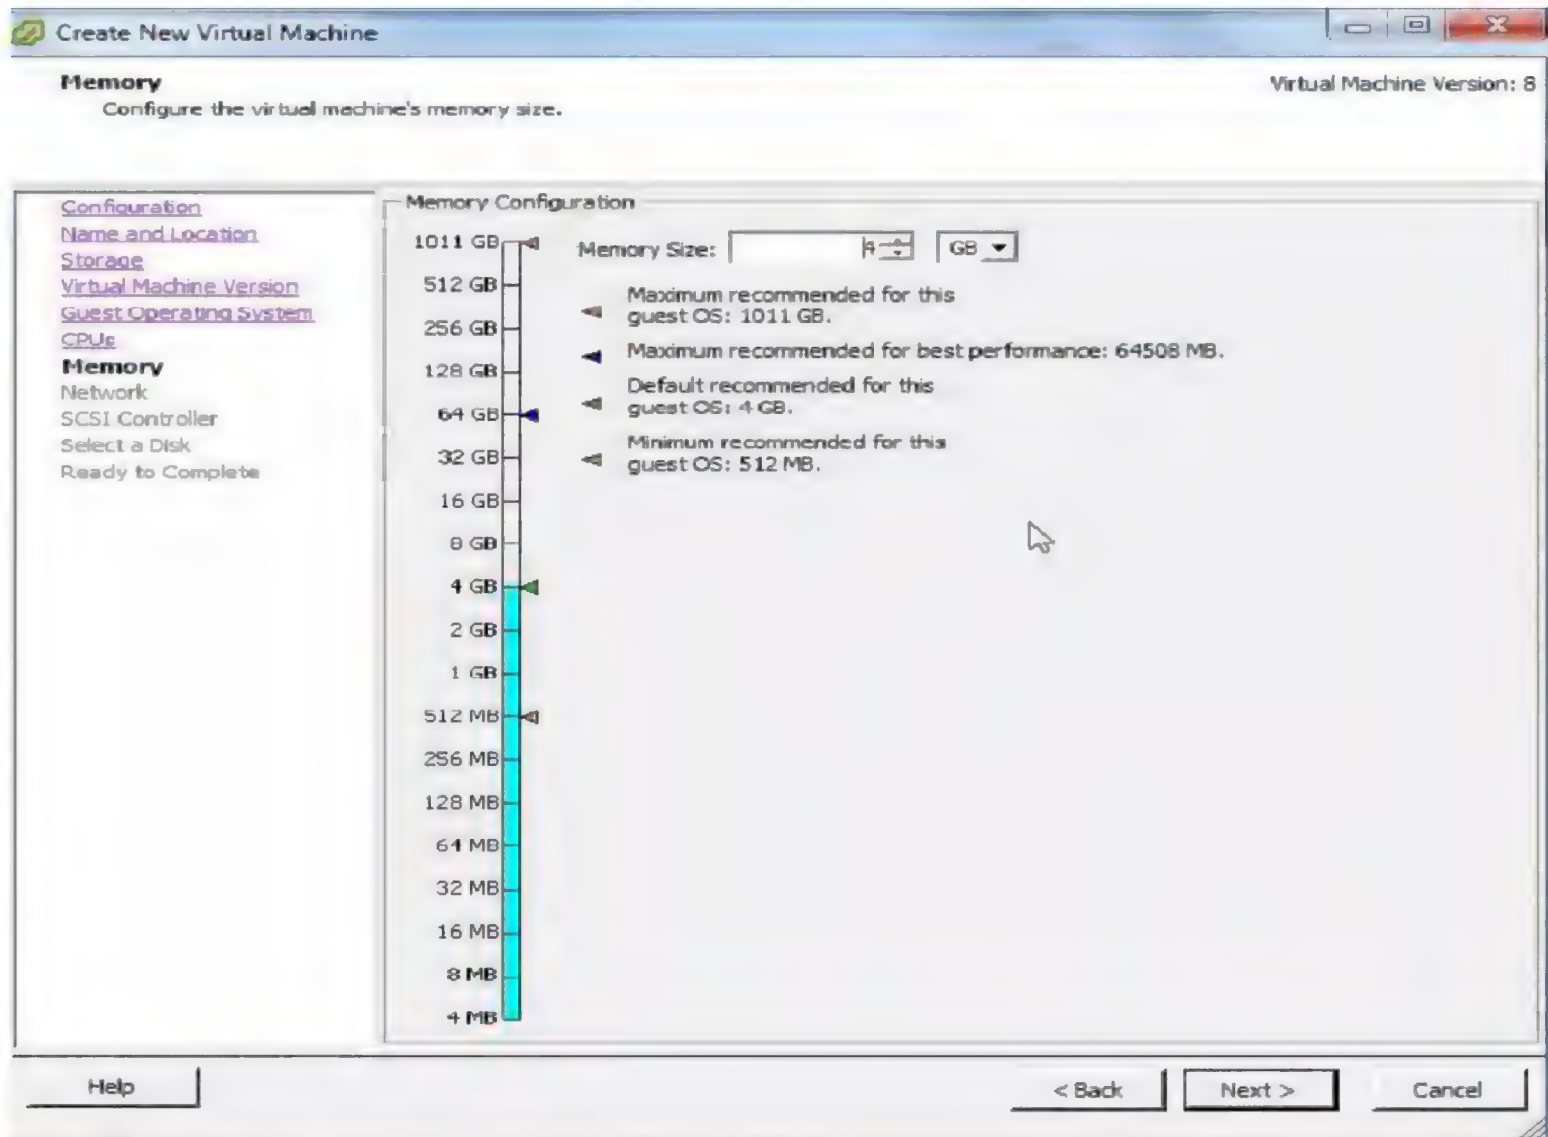 Create New Virtual Machine
Memory
Virtual Machine Version: 8
Configure the virtual machine's memory size.
Configuration
Name and Location
Storage
Virtual Machine Version
Guest Operating System
CPUs
Memory
Network
SCSI Controller
Select a Disk
Ready to Complete
Memory Configuration
1011 GB
512 GB
256 GB
128 GB
64 GB
32 GB
16 GB
8 GB
4 GB
2 GB
1 GB
512 MB
256 MB
128 MB
64 MB
32 MB
16 MB
8 MB
4 MB
Memory Size: 4 GB
Maximum recommended for this
guest OS: 1011 GB.
Maximum recommended for best performance: 64508 MB.
Default recommended for this
guest OS: 4 GB.
Minimum recommended for this
guest OS: 512 MB.
Help
< Back
Next >
Cancel